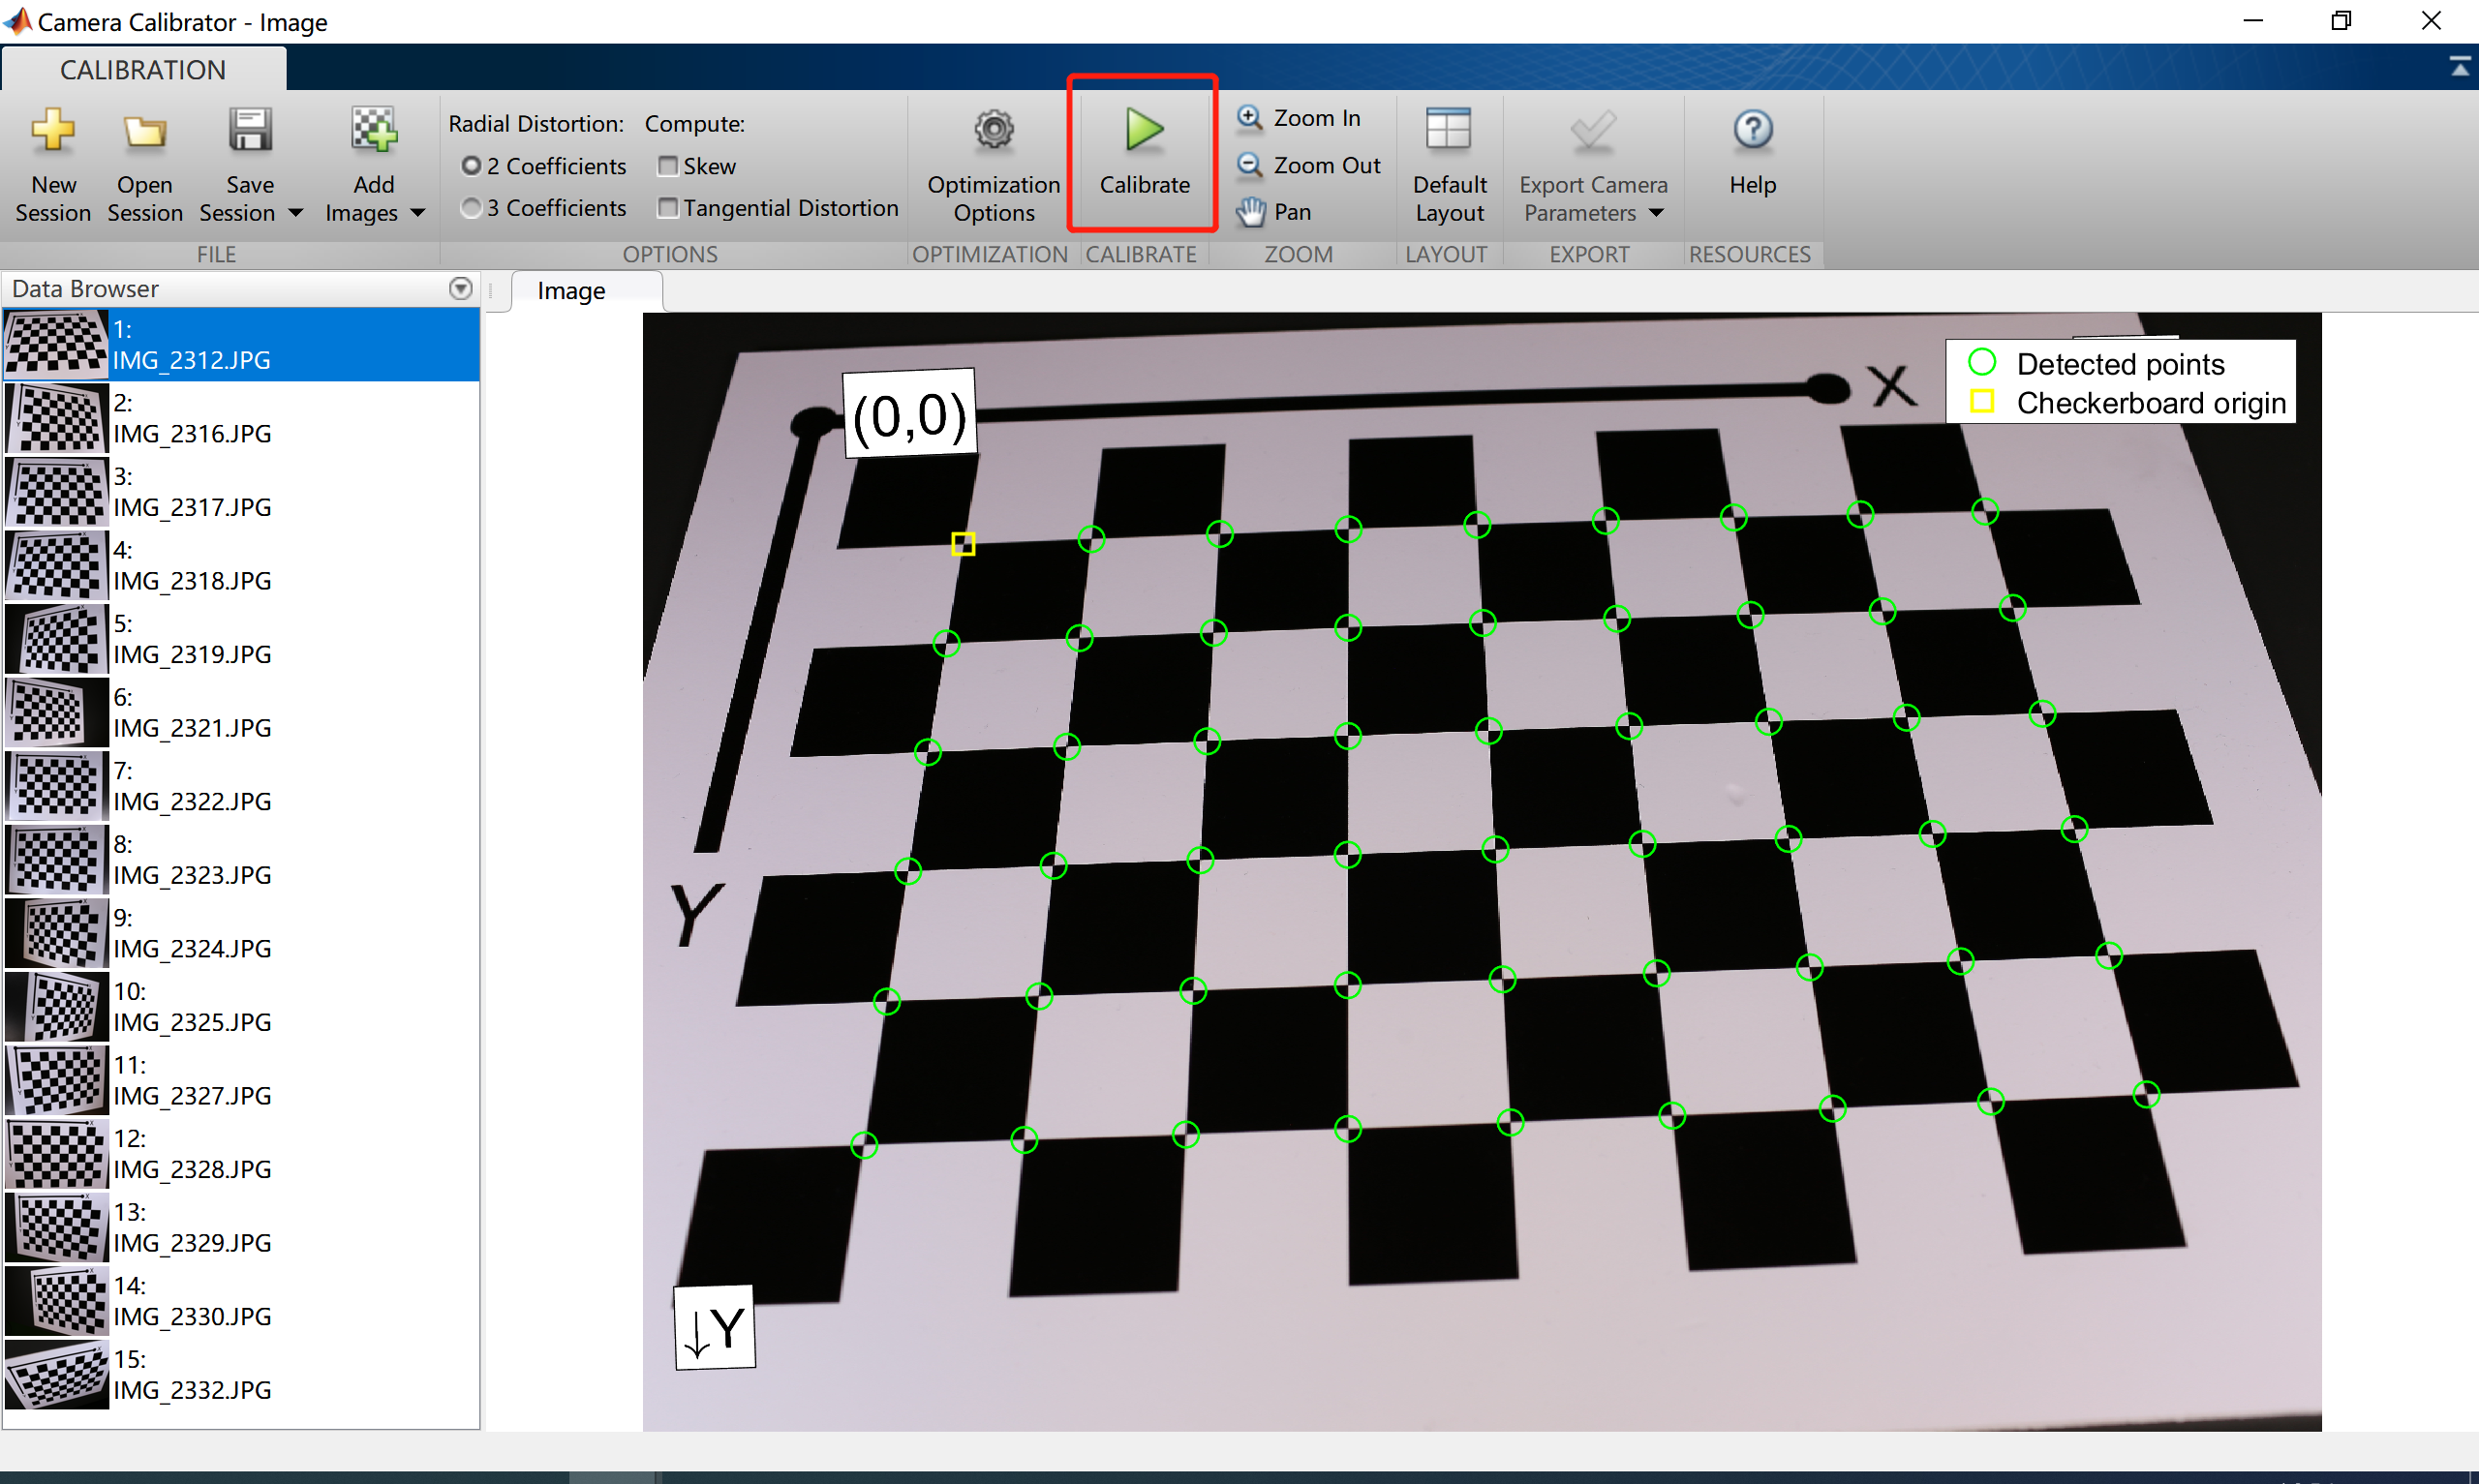 Camera Calibrator - Image
CALIBRATION
New Session
Open Session
Save Session
Add Images
FILE
Radial Distortion:
2 Coefficients
3 Coefficients
Compute:
Skew
Tangential Distortion
OPTIONS
Optimization Options
OPTIMIZATION
Calibrate
CALIBRATE
Zoom In
Zoom Out
Pan
ZOOM
Default Layout
LAYOUT
Export Camera Parameters
EXPORT
Help
RESOURCES
Data Browser
1:
IMG_2312.JPG
2:
IMG_2316.JPG
3:
IMG_2317.JPG
4:
IMG_2318.JPG
5:
IMG_2319.JPG
6:
IMG_2321.JPG
7:
IMG_2322.JPG
8:
IMG_2323.JPG
9:
IMG_2324.JPG
10:
IMG_2325.JPG
11:
IMG_2327.JPG
12:
IMG_2328.JPG
13:
IMG_2329.JPG
14:
IMG_2330.JPG
15:
IMG_2332.JPG
Image
(0,0)
X
Detected points
Checkerboard origin
Y
↓Y